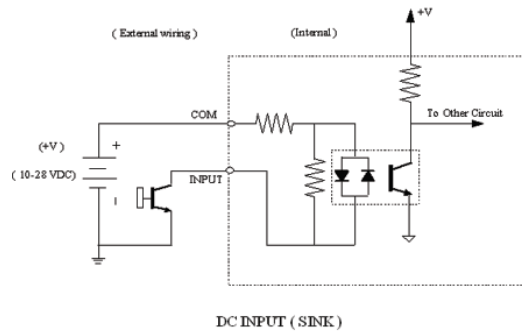 +V
( External wiring)
(Internal)
COM
To Other Circuit
(+V )
+
( 10-28 VDC)
INPUT
DC INPUT ( SINK )